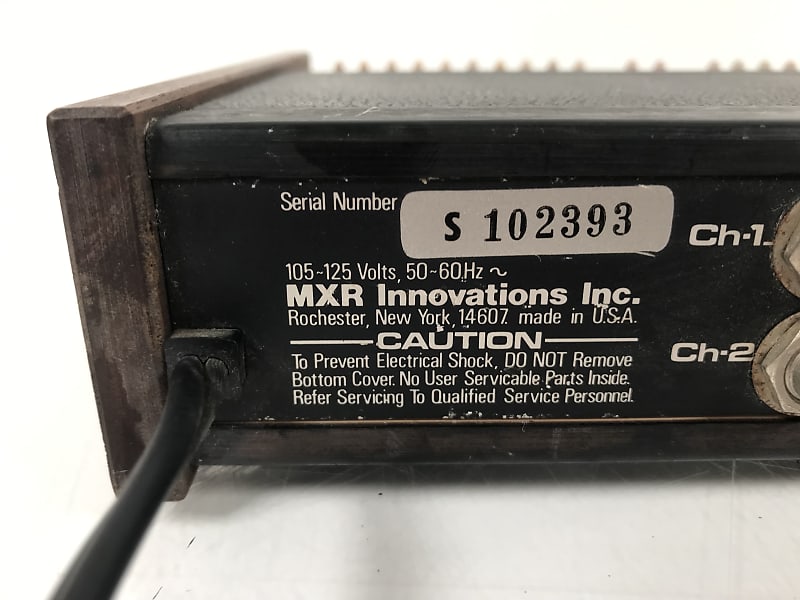 Serial Number S 102393
Ch-1
105~125 Volts, 50~60Hz ~
MXR Innovations Inc.
Rochester, New York, 14607. made in U.S.A.
CAUTION
Ch-2
To Prevent Electrical Shock, DO NOT Remove
Bottom Cover. No User Servicable Parts Inside.
Refer Servicing To Qualified Service Personnel.